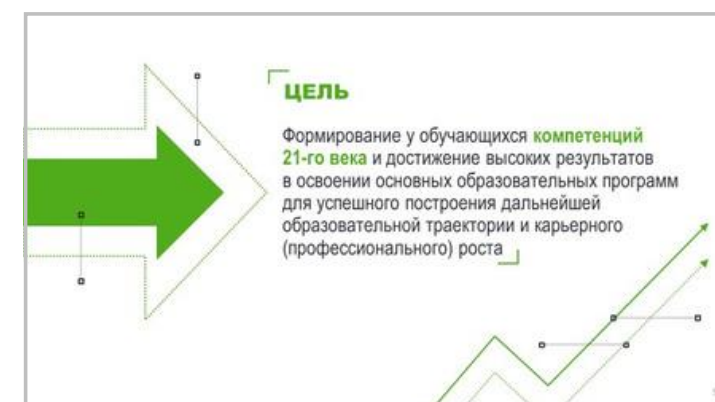 ЦЕЛЬ
Формирование у обучающихся компетенций
21-го века и достижение высоких результатов
в освоении основных образовательных программ
для успешного построения дальнейшей
образовательной траектории и карьерного
(профессионального) роста